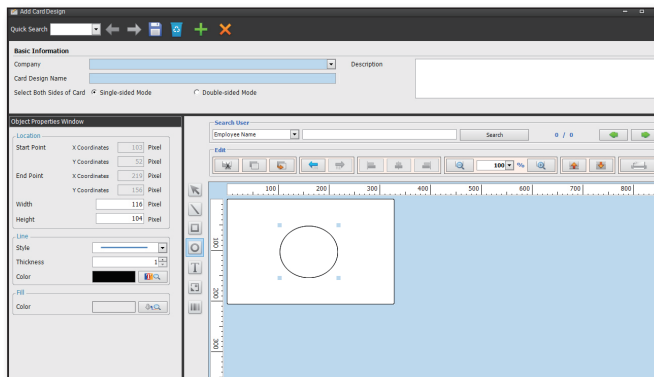 Add Card Design
Quick Search
Basic Information
Company
Description
Card Design Name
Select Both Sides of Card
Single-sided Mode
Double-sided Mode
Object Properties Window
Location
Start Point X Coordinates 103 Pixel
Y Coordinates 52 Pixel
End Point X Coordinates 219 Pixel
Y Coordinates 156 Pixel
Width 116 Pixel
Height 104 Pixel
Line
Style
Thickness 1
Color
Fill
Color
Search User
Employee Name
Search
0 / 0
Edit
100 %
100 200 300 400 500 600 700 800
T
100
200
300